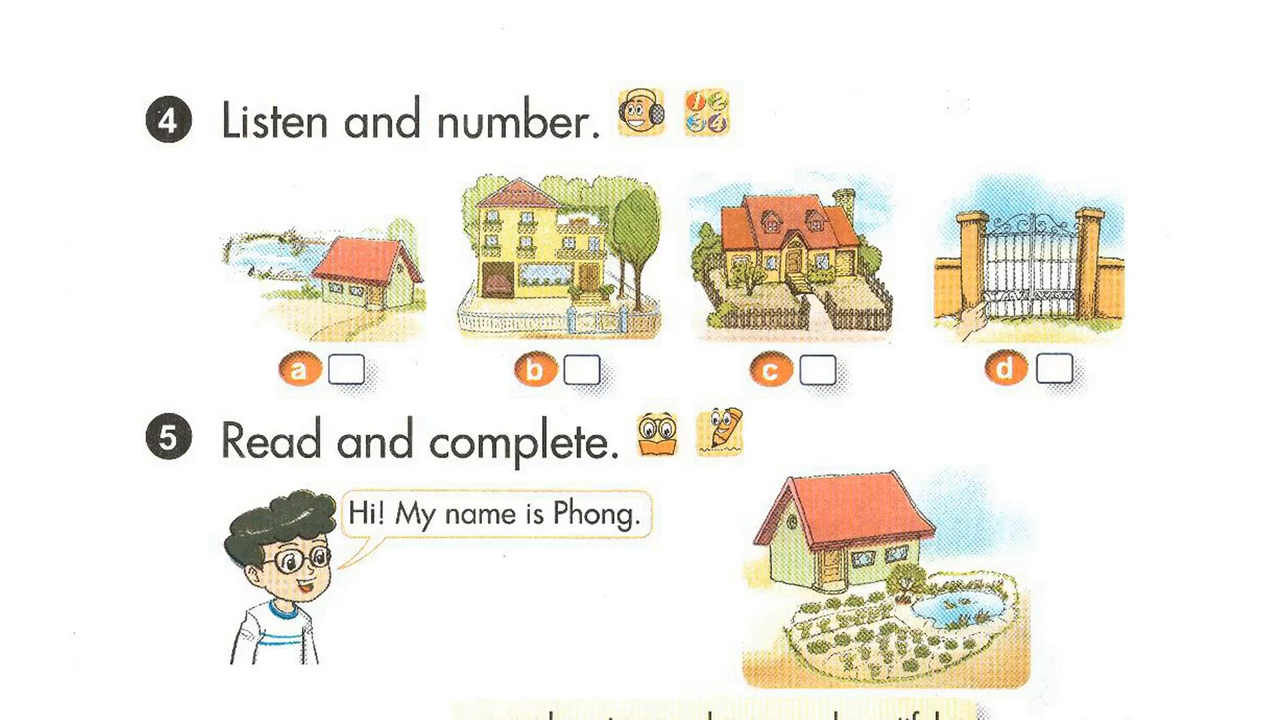 4 Listen and number.
a b c d
5 Read and complete.
Hi! My name is Phong.